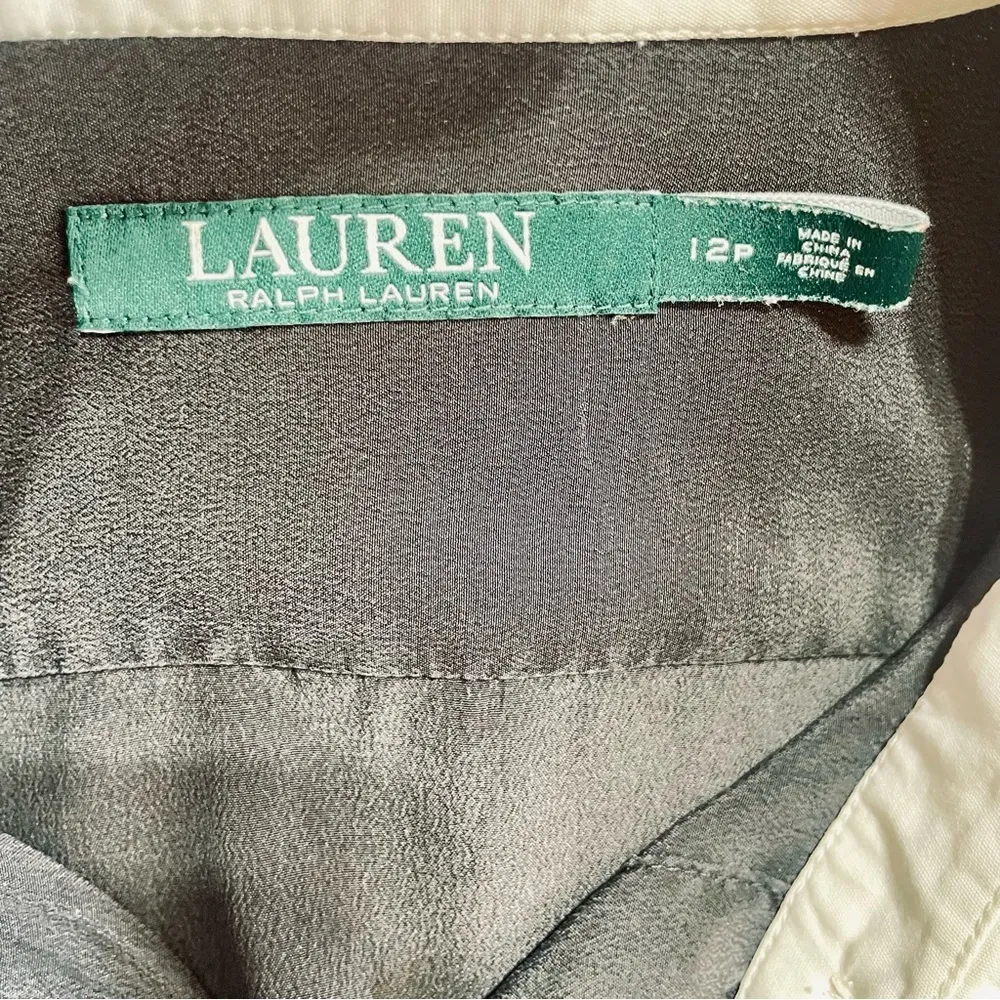 LAUREN
RALPH LAUREN
12P
MADE IN
CHINA
FABRIQUÉ EN
CHINE